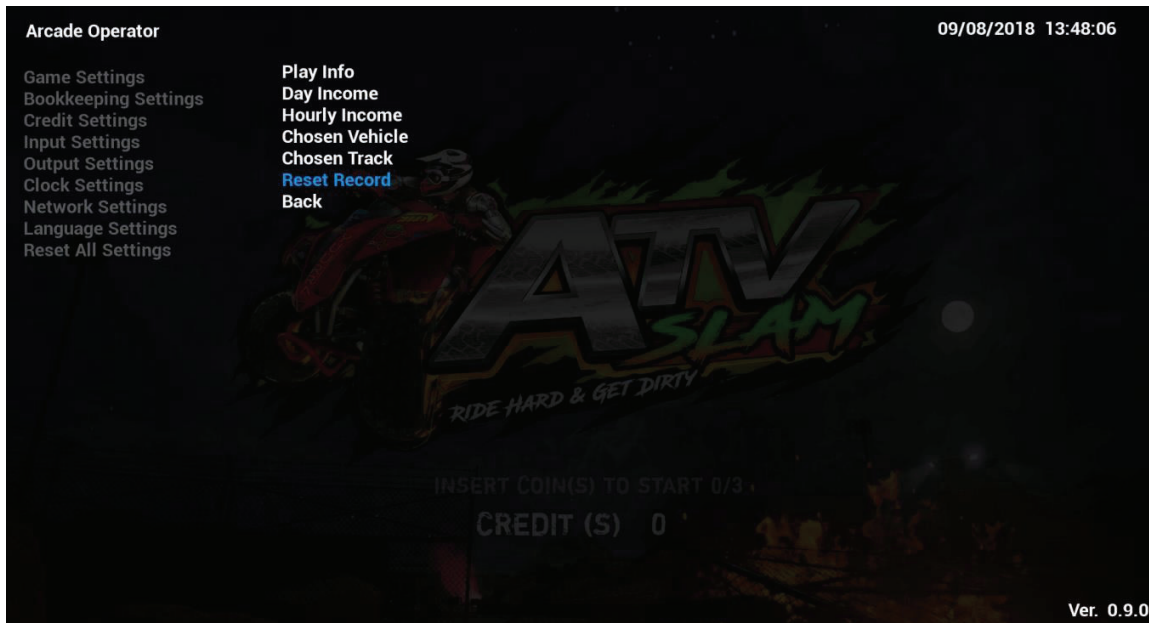 Arcade Operator
09/08/2018 13:48:06
Game Settings
Bookkeeping Settings
Credit Settings
Input Settings
Output Settings
Clock Settings
Network Settings
Language Settings
Reset All Settings
Play Info
Day Income
Hourly Income
Chosen Vehicle
Chosen Track
Reset Record
Back
ATV
SLAM
RIDE HARD & GET DIRTY
INSERT COIN(S) TO START 0/3
CREDIT (S) 0
Ver. 0.9.0